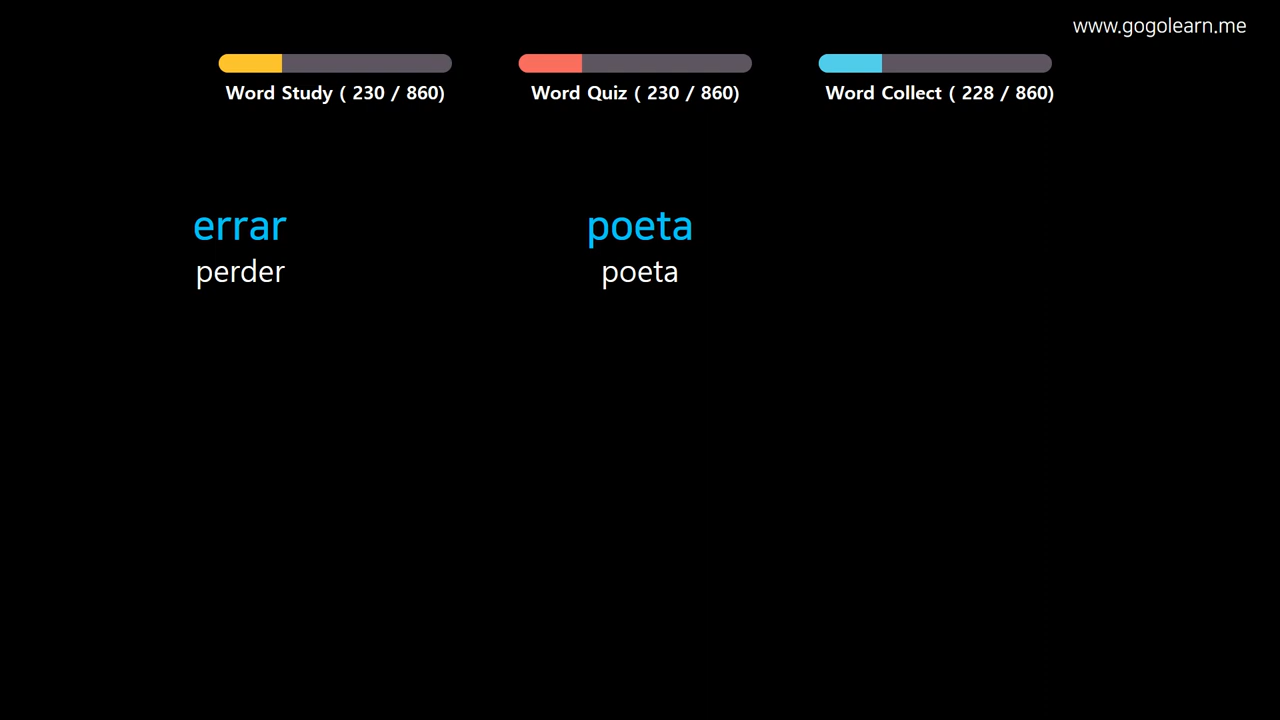 www.gogolearn.me
Word Study ( 230 / 860)
Word Quiz ( 230 / 860)
Word Collect ( 228 / 860)
errar
perder
poeta
poeta